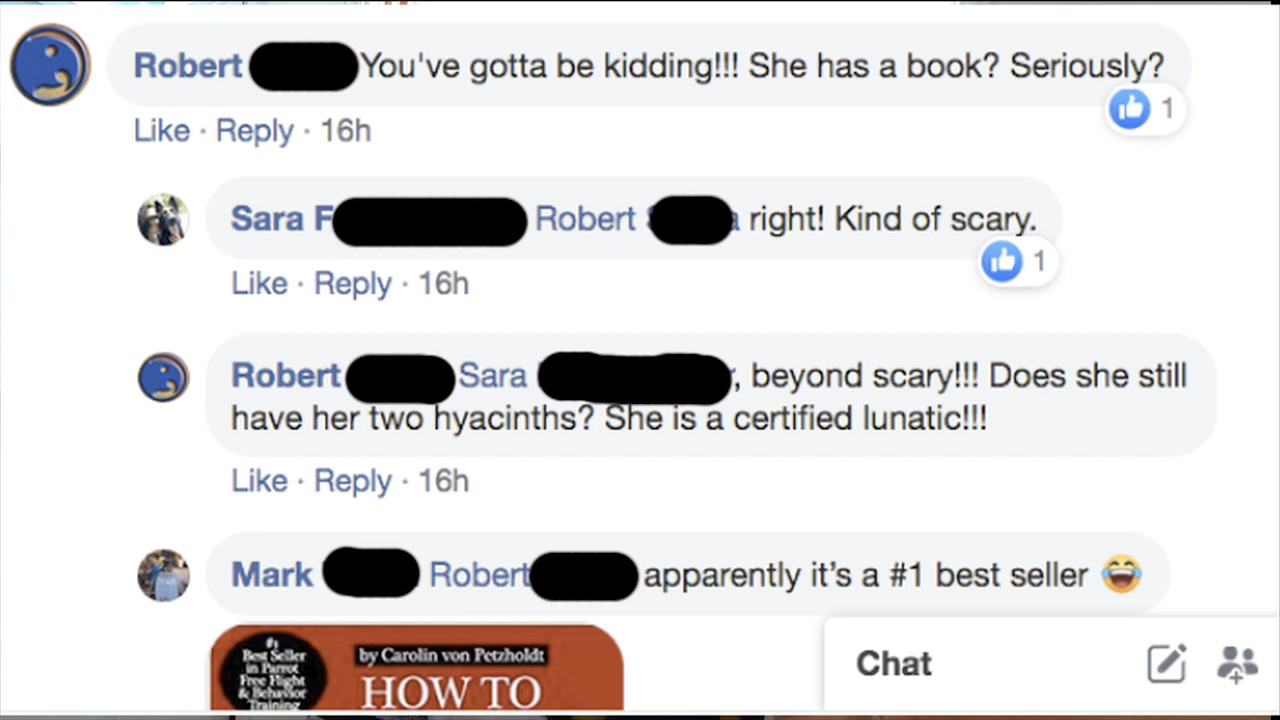 Robert You've gotta be kidding!!! She has a book? Seriously?
1
Like · Reply · 16h
Sara F Robert right! Kind of scary.
1
Like · Reply · 16h
Robert Sara , beyond scary!!! Does she still
have her two hyacinths? She is a certified lunatic!!!
Like · Reply · 16h
Mark Robert apparently it's a #1 best seller 😂
#1
Best Seller
in Parrot
Free Flight
& Behavior
Training
by Carolin von Petzholdt
HOW TO
Chat